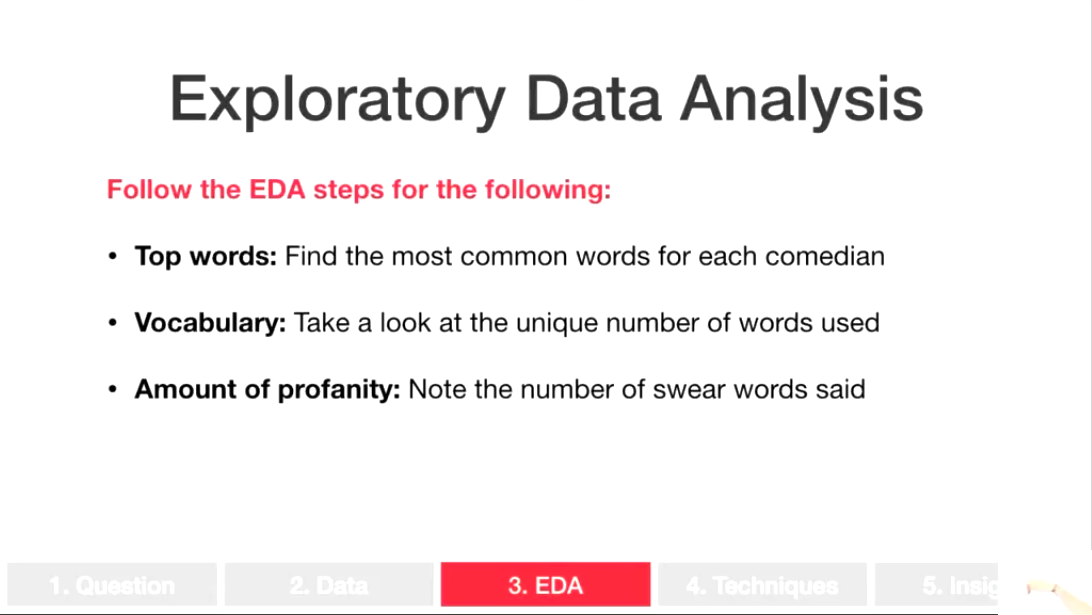 Exploratory Data Analysis
Follow the EDA steps for the following:
• Top words: Find the most common words for each comedian
• Vocabulary: Take a look at the unique number of words used
• Amount of profanity: Note the number of swear words said
1. Question
2. Data
3. EDA
4. Techniques
5.